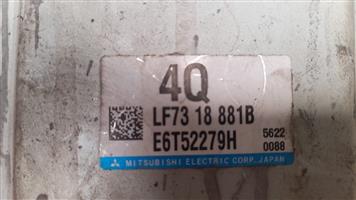 4Q
LF73 18 881B
E6T52279H 5622
0088
MITSUBISHI ELECTRIC CORP., JAPAN